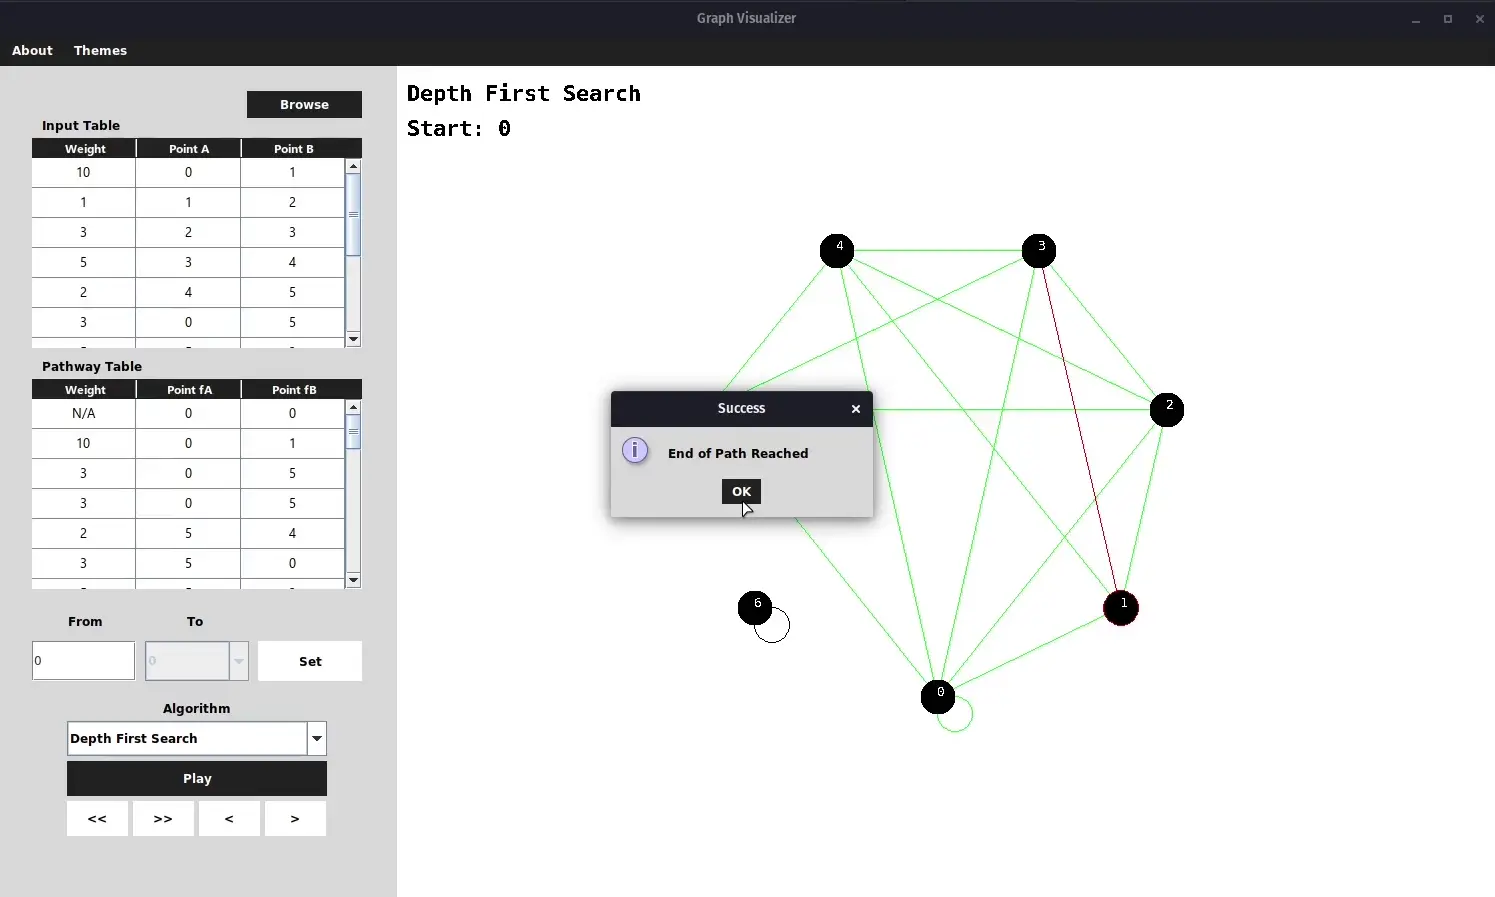 Graph Visualizer
About Themes
Browse
Input Table
Weight Point A Point B
10 0 1
1 1 2
3 2 3
5 3 4
2 4 5
3 0 5
Pathway Table
Weight Point fA Point fB
N/A 0 0
10 0 1
3 0 5
3 0 5
2 5 4
3 5 0
From To
0 0 Set
Algorithm
Depth First Search
Play
<< >> < >
Depth First Search
Start: 0
4 3
2
Success
End of Path Reached
OK
6 1
0